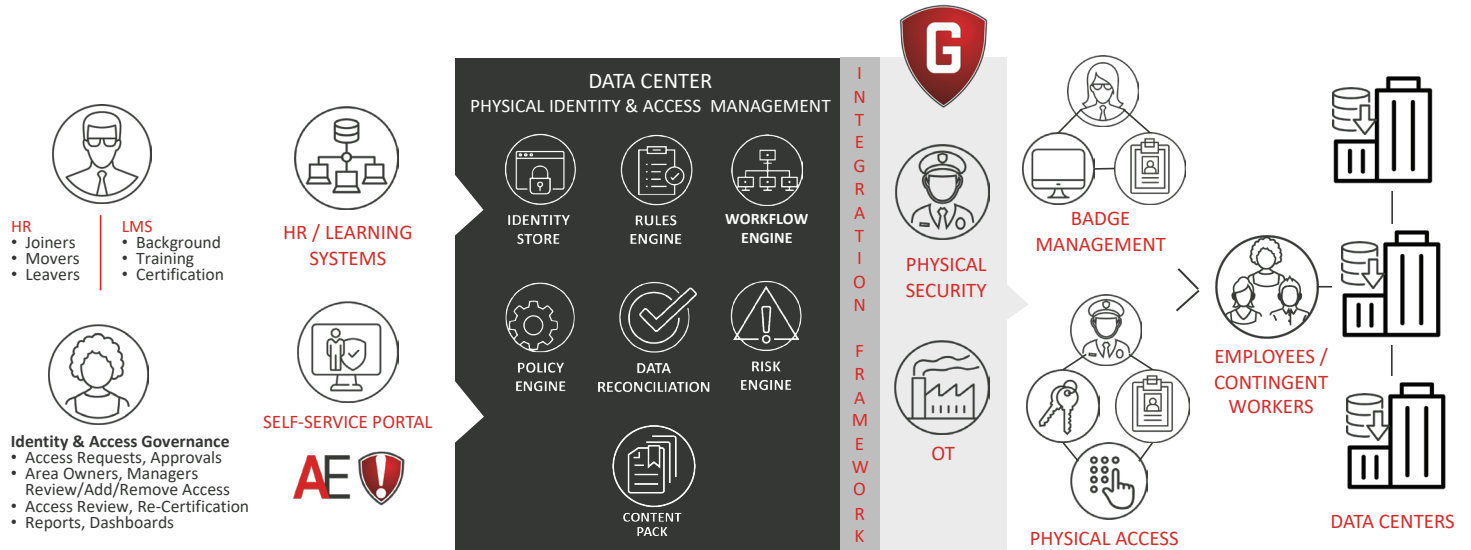 HR
• Joiners
• Movers
• Leavers
LMS
• Background
• Training
• Certification
Identity & Access Governance
• Access Requests, Approvals
• Area Owners, Managers
Review/Add/Remove Access
• Access Review, Re-Certification
• Reports, Dashboards
HR / LEARNING
SYSTEMS
SELF-SERVICE PORTAL
AE
DATA CENTER
PHYSICAL IDENTITY & ACCESS MANAGEMENT
IDENTITY
STORE
RULES
ENGINE
WORKFLOW
ENGINE
POLICY
ENGINE
DATA
RECONCILIATION
RISK
ENGINE
CONTENT
PACK
INTEGRATION FRAMEWORK
G
PHYSICAL
SECURITY
OT
BADGE
MANAGEMENT
PHYSICAL ACCESS
EMPLOYEES /
CONTINGENT
WORKERS
DATA CENTERS